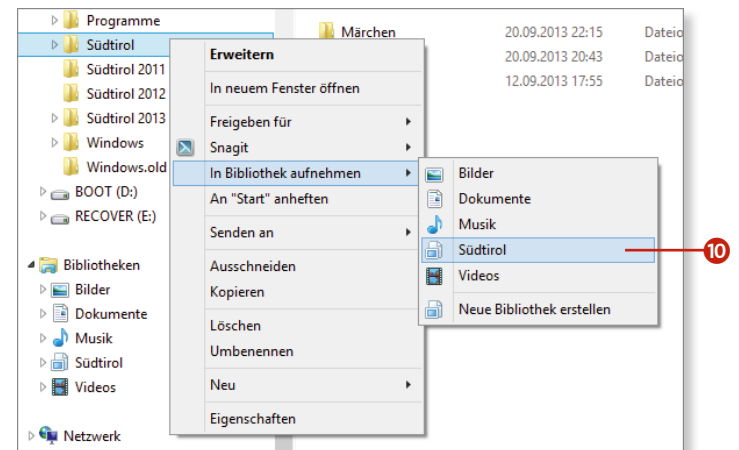 Programme
Südtirol
Südtirol 2011
Südtirol 2012
Südtirol 2013
Windows
Windows.old
BOOT (D:)
RECOVER (E:)
Bibliotheken
Bilder
Dokumente
Musik
Südtirol
Videos
Netzwerk
Märchen 20.09.2013 22:15 Dateio
20.09.2013 20:43 Dateio
12.09.2013 17:55 Dateio
Erweitern
In neuem Fenster öffnen
Freigeben für
Snagit
In Bibliothek aufnehmen
An "Start" anheften
Senden an
Ausschneiden
Kopieren
Löschen
Umbenennen
Neu
Eigenschaften
Bilder
Dokumente
Musik
Südtirol
Videos
Neue Bibliothek erstellen
10